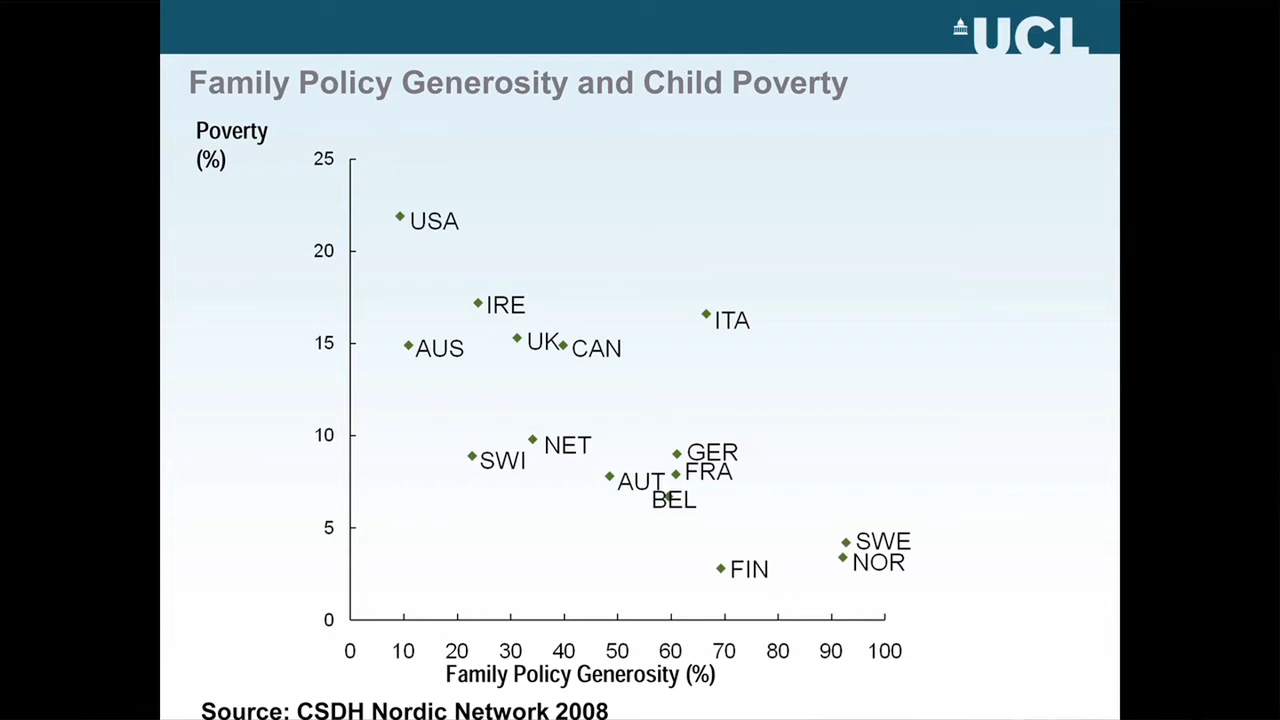 UCL
Family Policy Generosity and Child Poverty
Poverty
(%)
25
USA
20
IRE
ITA
15
AUS
UK
CAN
10
NET
SWI
GER
FRA
AUT
BEL
5
SWE
NOR
FIN
0
0 10 20 30 40 50 60 70 80 90 100
Family Policy Generosity (%)
Source: CSDH Nordic Network 2008